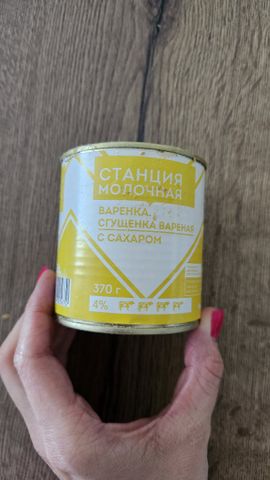 СТАНЦИЯ
МОЛОЧНАЯ
ВАРЕНКА.
СГУЩЕНКА ВАРЕНАЯ
С САХАРОМ
370 г
4%